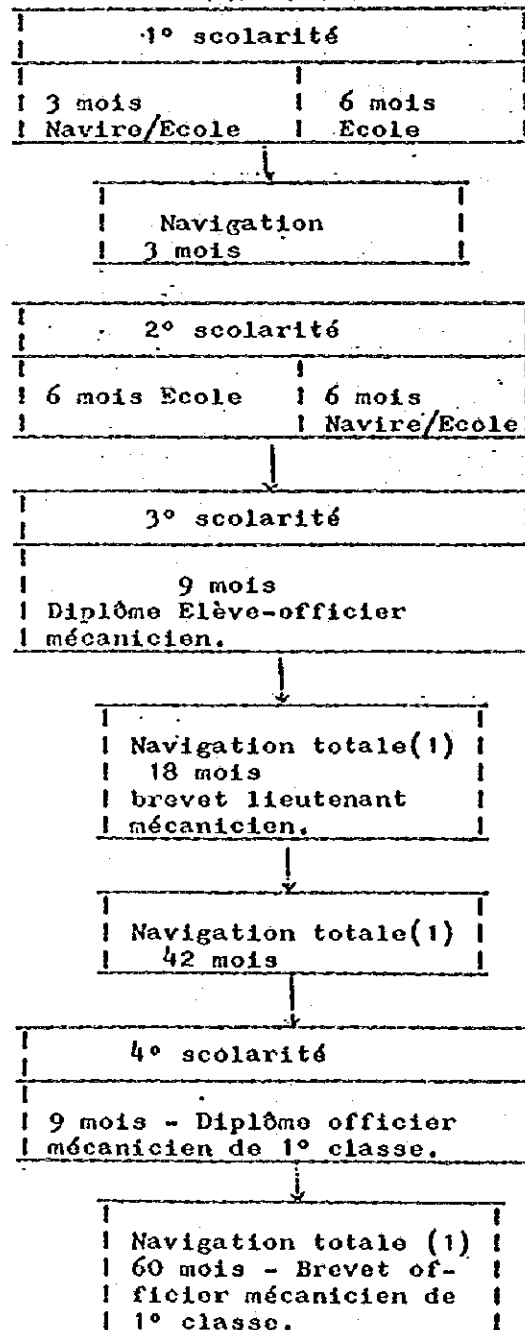 1° scolarité
3 mois 6 mois
Naviro/Ecole Ecole
Navigation
3 mois
2° scolarité
6 mois Ecole 6 mois
Navire/Ecole
3° scolarité
9 mois
Diplôme Elève-officier
mécanicien.
Navigation totale(1)
18 mois
brevet lieutenant
mécanicien.
Navigation totale(1)
42 mois
4° scolarité
9 mois - Diplôme officier
mécanicien de 1° classe.
Navigation totale (1)
60 mois - Brevet of-
ficier mécanicien de
1° classe.